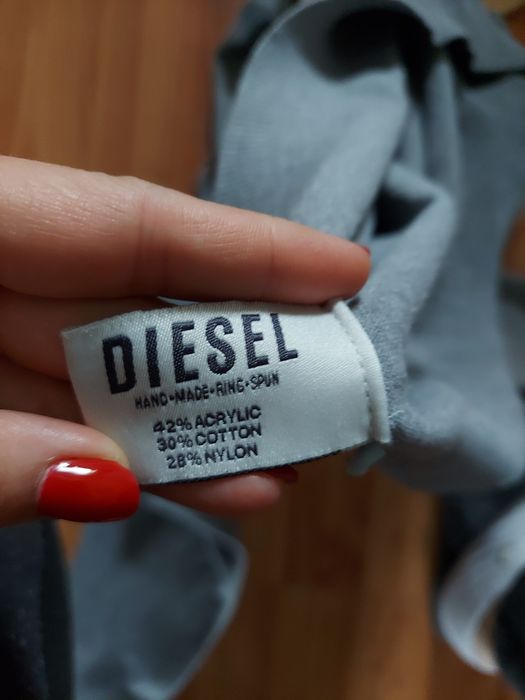 DIESEL
HAND•MADE•RING•SPUN
42% ACRYLIC
30% COTTON
28% NYLON